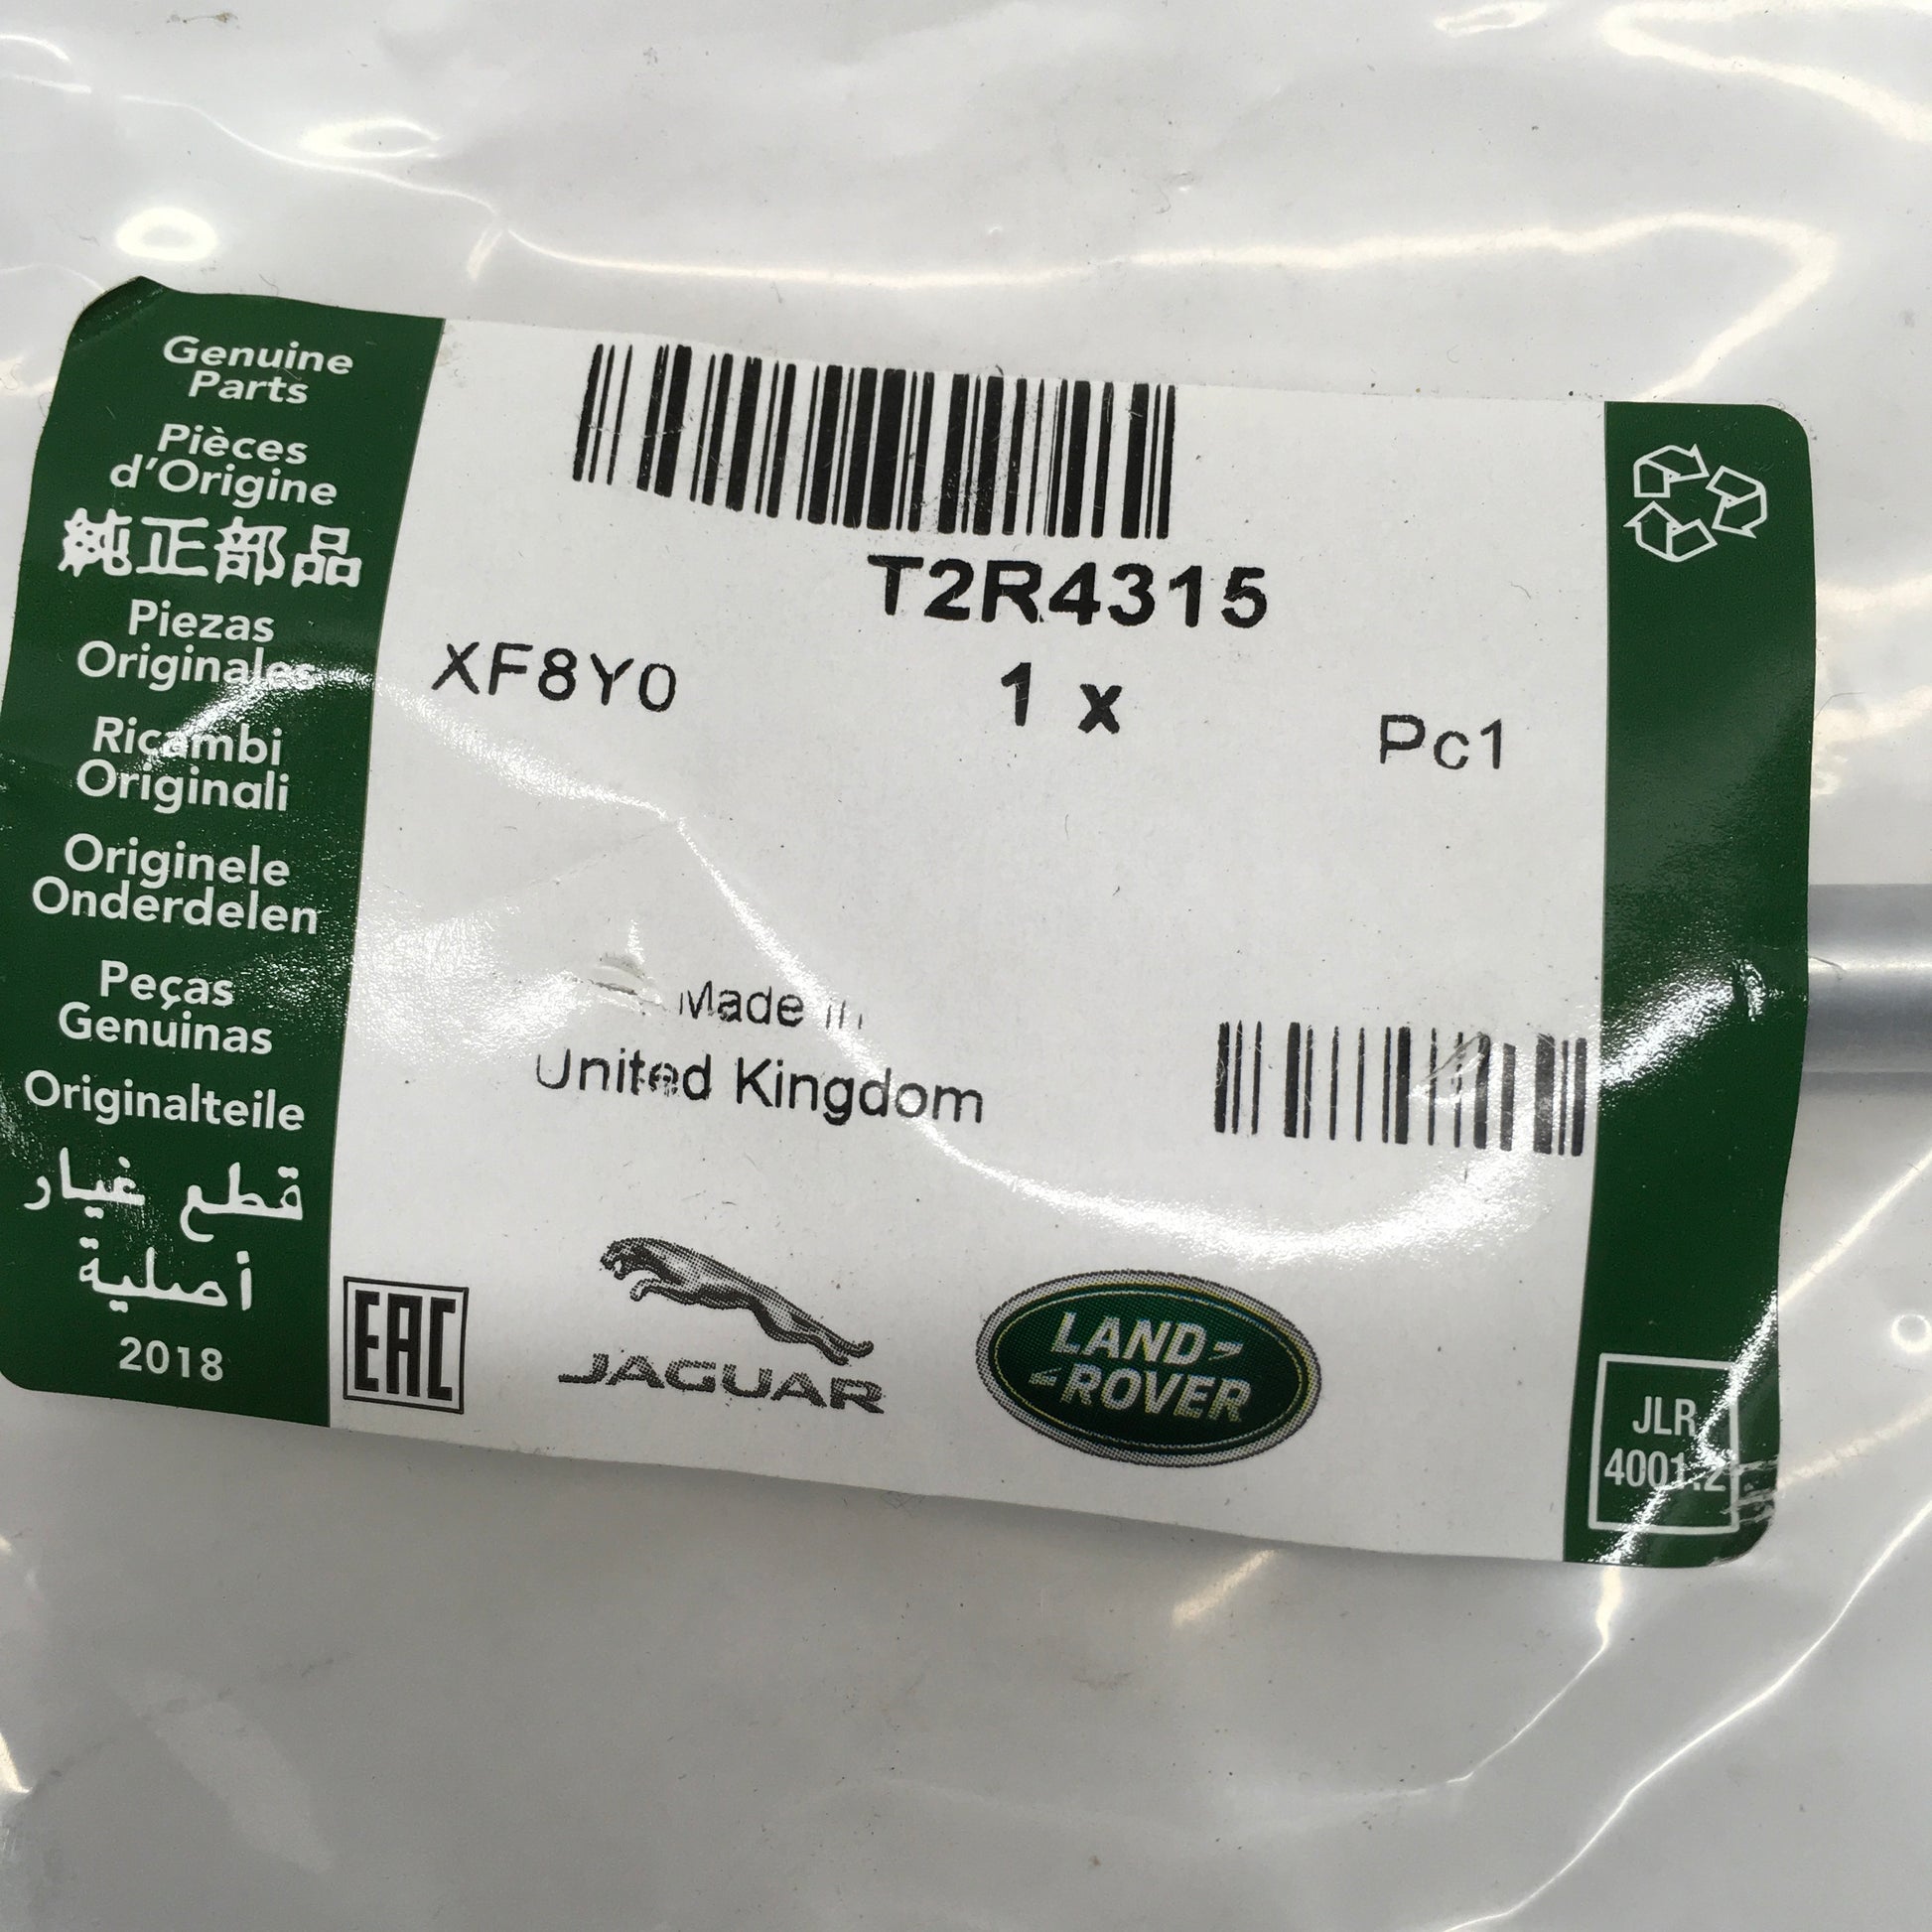 Genuine
Parts
Pièces
d'Origine
純正部品
Piezas
Originales
Ricambi
Originali
Originele
Onderdelen
Peças
Genuinas
Originalteile
قطع غيار
أصلية
2018
T2R4315
XF8Y0
1 x
Pc1
Made in
United Kingdom
EAC
JAGUAR
LAND-
-ROVER
JLR
4001.2